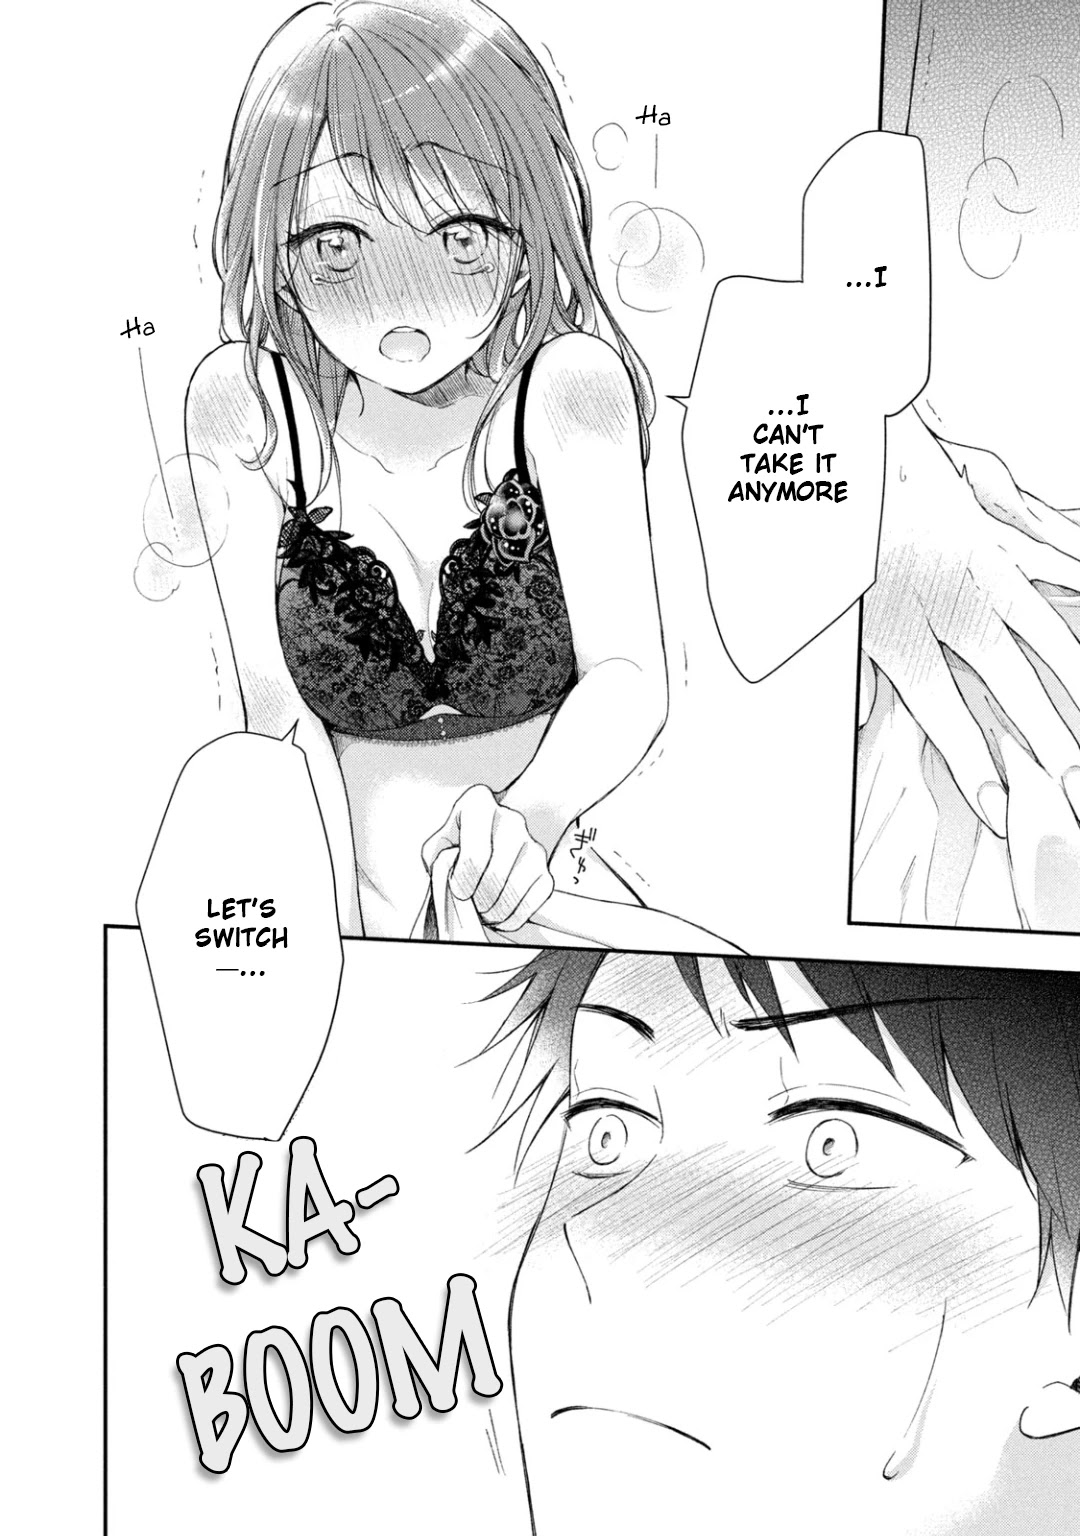 Ha
...I
...I
CAN'T
TAKE IT
ANYMORE
Ha
ぎゅっ
LET'S
SWITCH
—...
KA-
BOOM